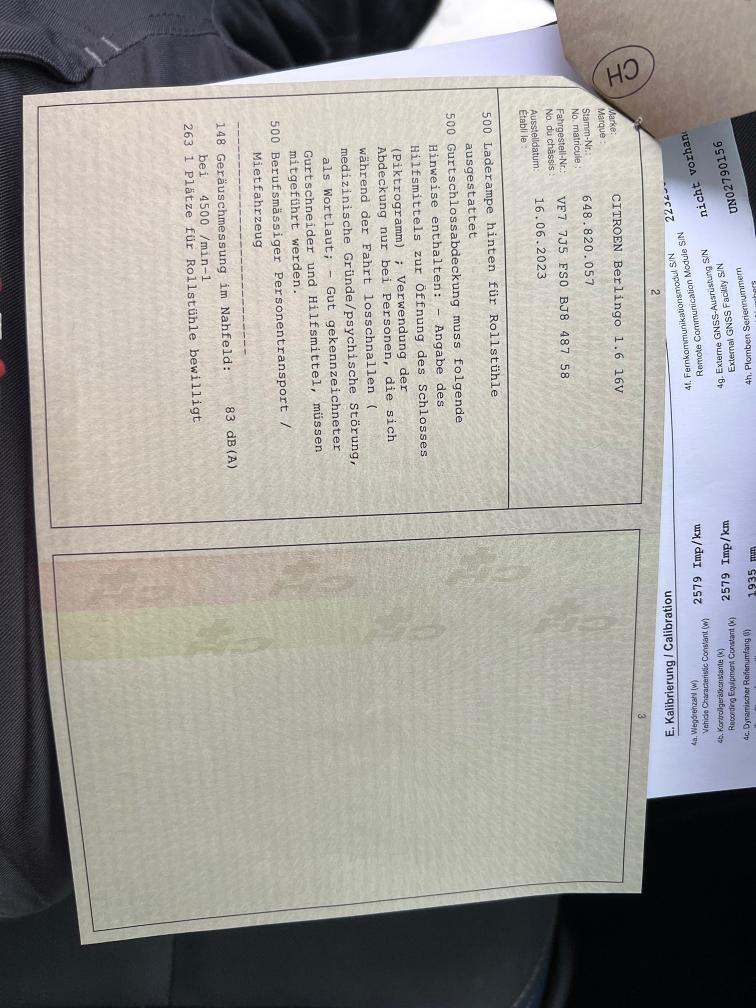 CH
2
Marke:
Marque:
CITROEN Berlingo 1.6 16V
Stamm-Nr.:
No. matricule:
648.820.057
Fahrgestell-Nr.:
No. du châssis:
VF7 7J5 FS0 BJ8 487 58
Ausstelldatum:
Établi le:
16.06.2023
500 Laderampe hinten für Rollstühle
ausgestattet
500 Gurtschlossabdeckung muss folgende
Hinweise enthalten: - Angabe des
Hilfsmittels zur Öffnung des Schlosses
(Piktrogramm) ; Verwendung der
Abdeckung nur bei Personen, die sich
während der Fahrt losschnallen (
medizinische Gründe/psychische Störung,
als Wortlaut; - Gut gekennzeichneter
Gurtschneider und Hilfsmittel, müssen
mitgeführt werden.
500 Berufsmässiger Personentransport /
Mietfahrzeug
148 Geräuschmessung im Nahfeld: 83 dB(A)
bei 4500 /min-1
263 1 Plätze für Rollstühle bewilligt
3
CH
CH
CH
CH
CH
CH
4f. Fernkommunikationsmodul S/N
Remote Communication Module S/N
nicht
4g. Externe GNSS-Ausrüstung S/N
External GNSS Facility S/N
UN02790156
4h. Plomben Seriennummern
E. Kalibrierung / Calibration
4a. Wegdrehzahl (w)
Vehicle Characteristic Constant (w)
2579 Imp/km
4b. Kontrollgerätkonstante (k)
Recording Equipment Constant (k)
2579 Imp/km
4c. Dynamischer Reifenumfang (l)
1935 mm